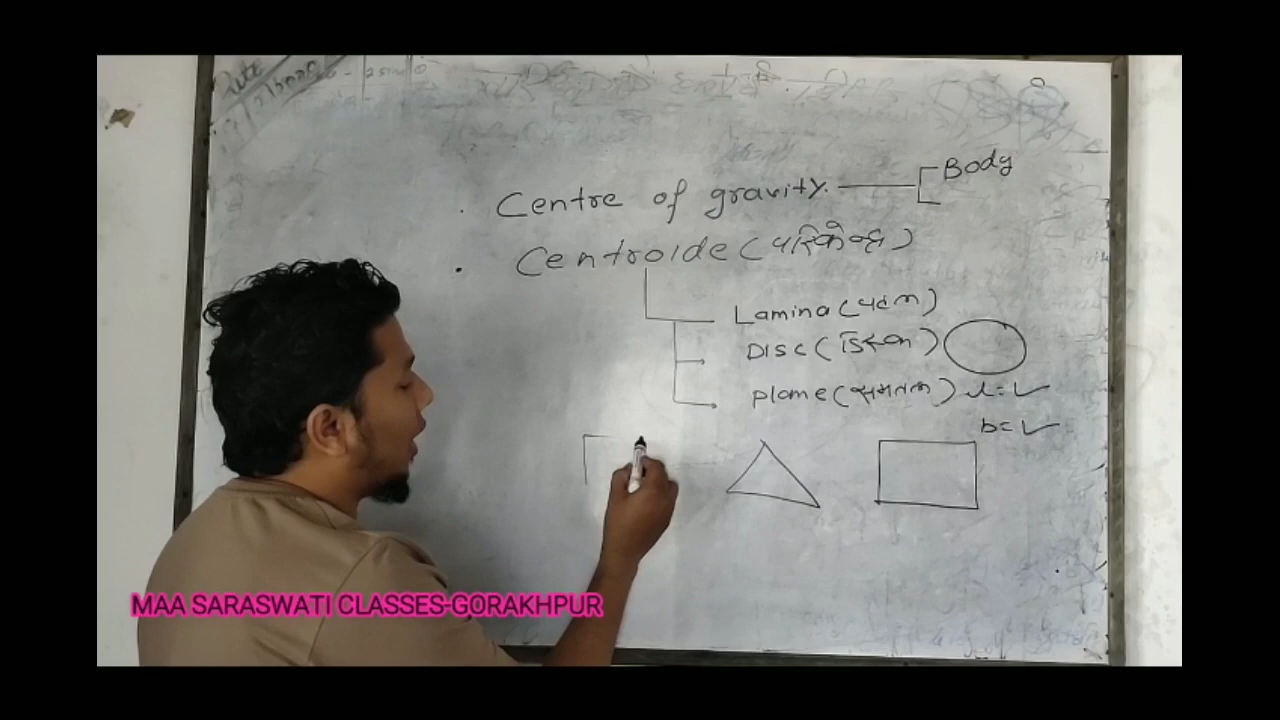 Centre of gravity. Body
Centroide (परिकेन्द्र)
Lamina (पटल)
Disc (डिस्क)
plane (समतल) l = ✓
b = ✓
MAA SARASWATI CLASSES-GORAKHPUR